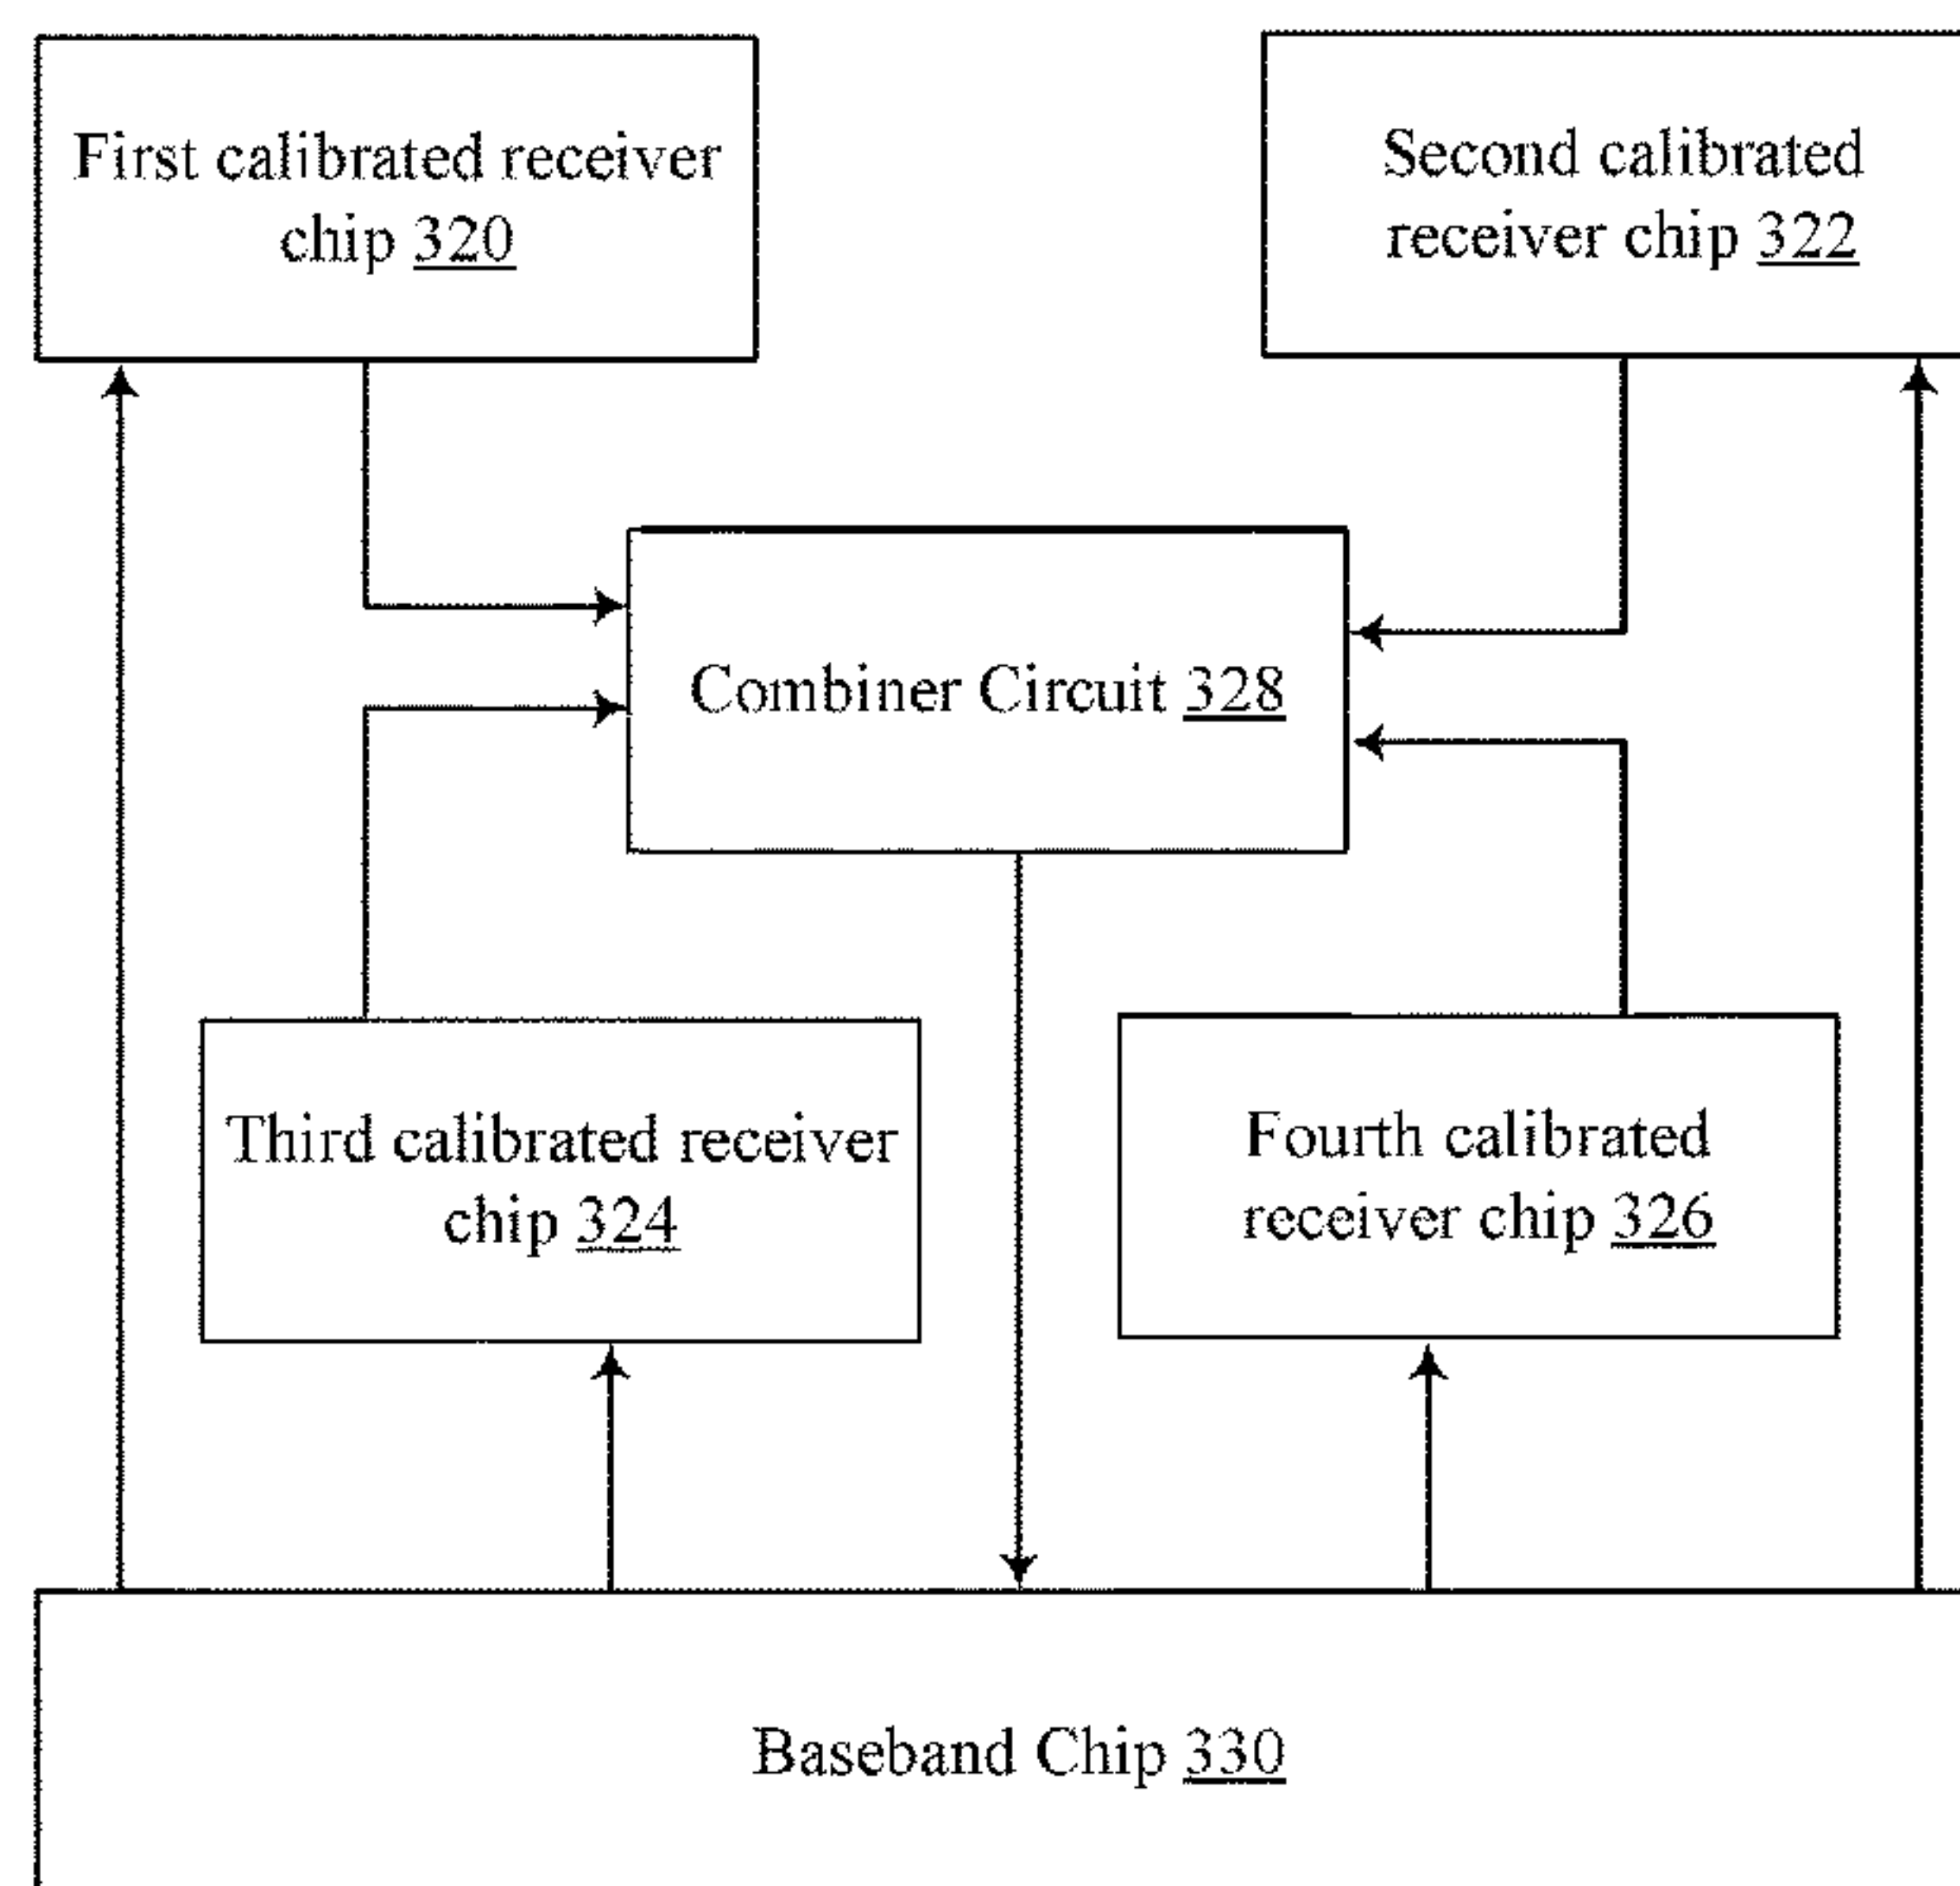 First calibrated receiver
chip 320
Second calibrated
receiver chip 322
Combiner Circuit 328
Third calibrated receiver
chip 324
Fourth calibrated
receiver chip 326
Baseband Chip 330